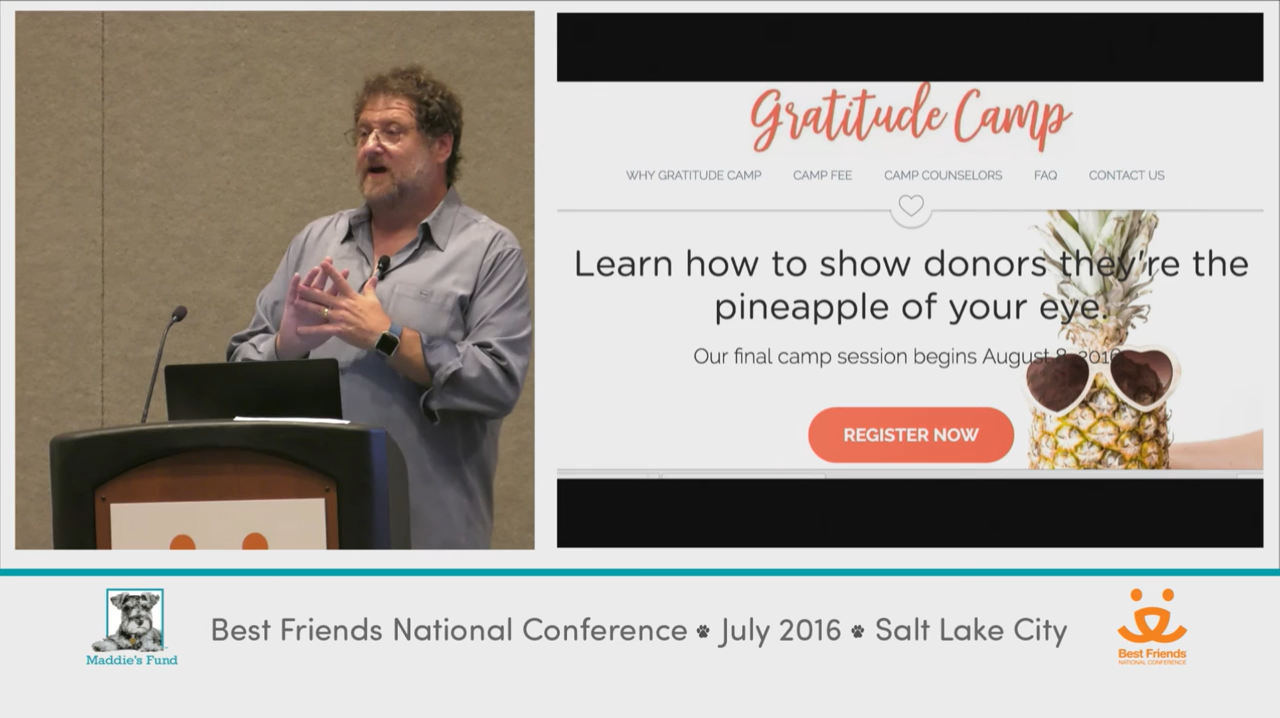 Gratitude Camp
WHY GRATITUDE CAMP CAMP FEE CAMP COUNSELORS FAQ CONTACT US
Learn how to show donors they're the
pineapple of your eye.
Our final camp session begins August 8, 2016
REGISTER NOW
Maddie's Fund
Best Friends National Conference July 2016 Salt Lake City
Best Friends
NATIONAL CONFERENCE